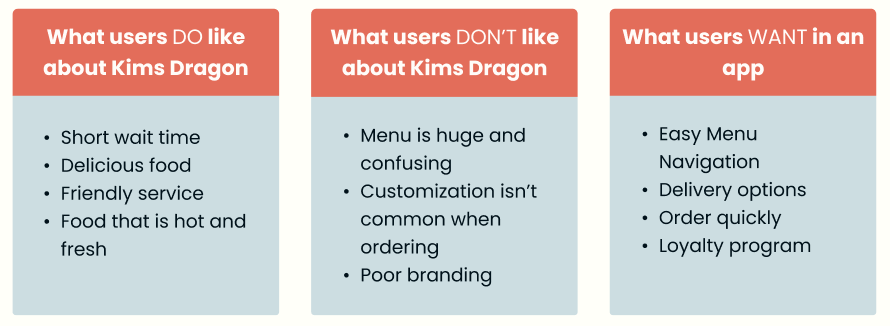 What users DO like
about Kims Dragon
• Short wait time
• Delicious food
• Friendly service
• Food that is hot and
fresh
What users DON’T like
about Kims Dragon
• Menu is huge and
confusing
• Customization isn’t
common when
ordering
• Poor branding
What users WANT in an
app
• Easy Menu
Navigation
• Delivery options
• Order quickly
• Loyalty program